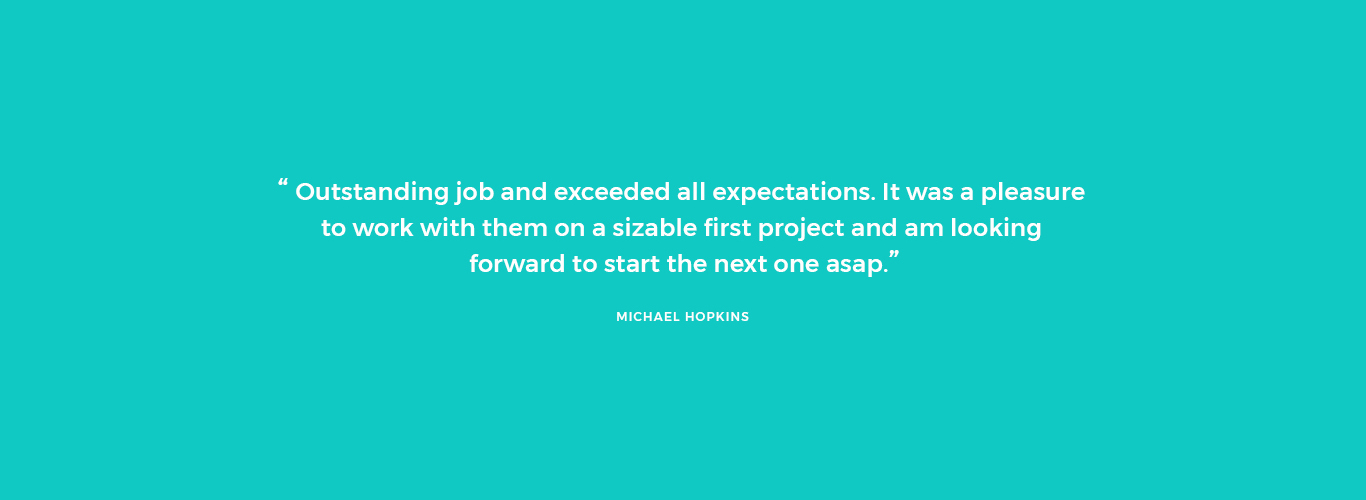 “ Outstanding job and exceeded all expectations. It was a pleasure
to work with them on a sizable first project and am looking
forward to start the next one asap.”
MICHAEL HOPKINS